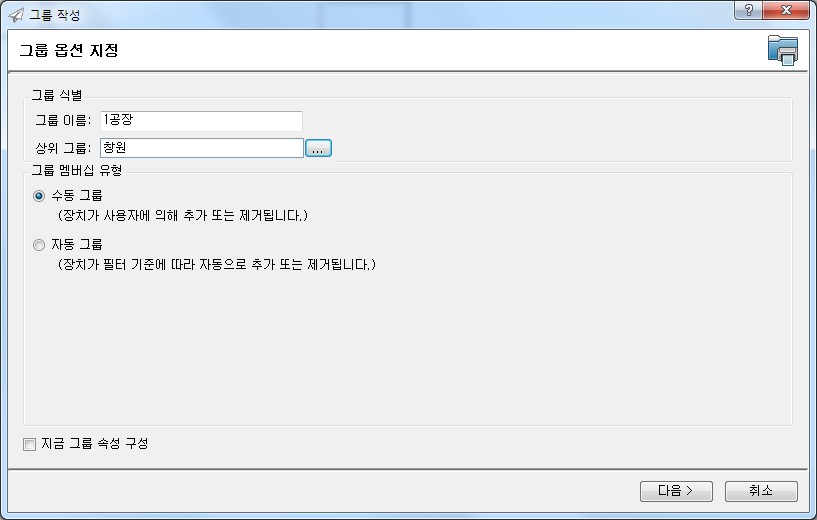 그룹 작성
?
그룹 옵션 지정
그룹 식별
그룹 이름: 1공장
상위 그룹: 창원 ...
그룹 멤버십 유형
수동 그룹
(장치가 사용자에 의해 추가 또는 제거됩니다.)
자동 그룹
(장치가 필터 기준에 따라 자동으로 추가 또는 제거됩니다.)
지금 그룹 속성 구성
다음 > 취소